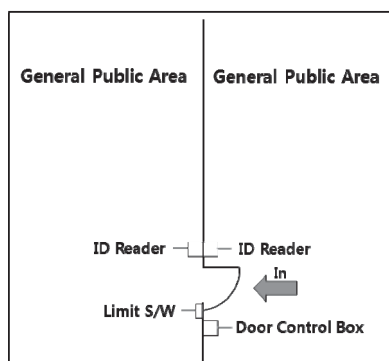 General Public Area
General Public Area
ID Reader
ID Reader
In
Limit S/W
Door Control Box